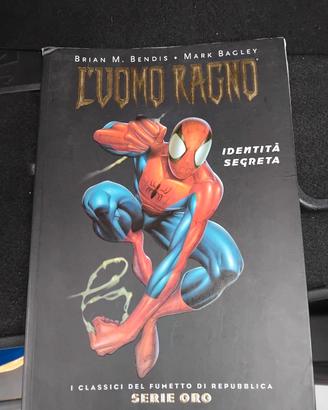 BRIAN M. BENDIS • MARK BAGLEY
L'UOMO RAGNO
IDENTITÀ
SEGRETA
I CLASSICI DEL FUMETTO DI REPUBBLICA
SERIE ORO